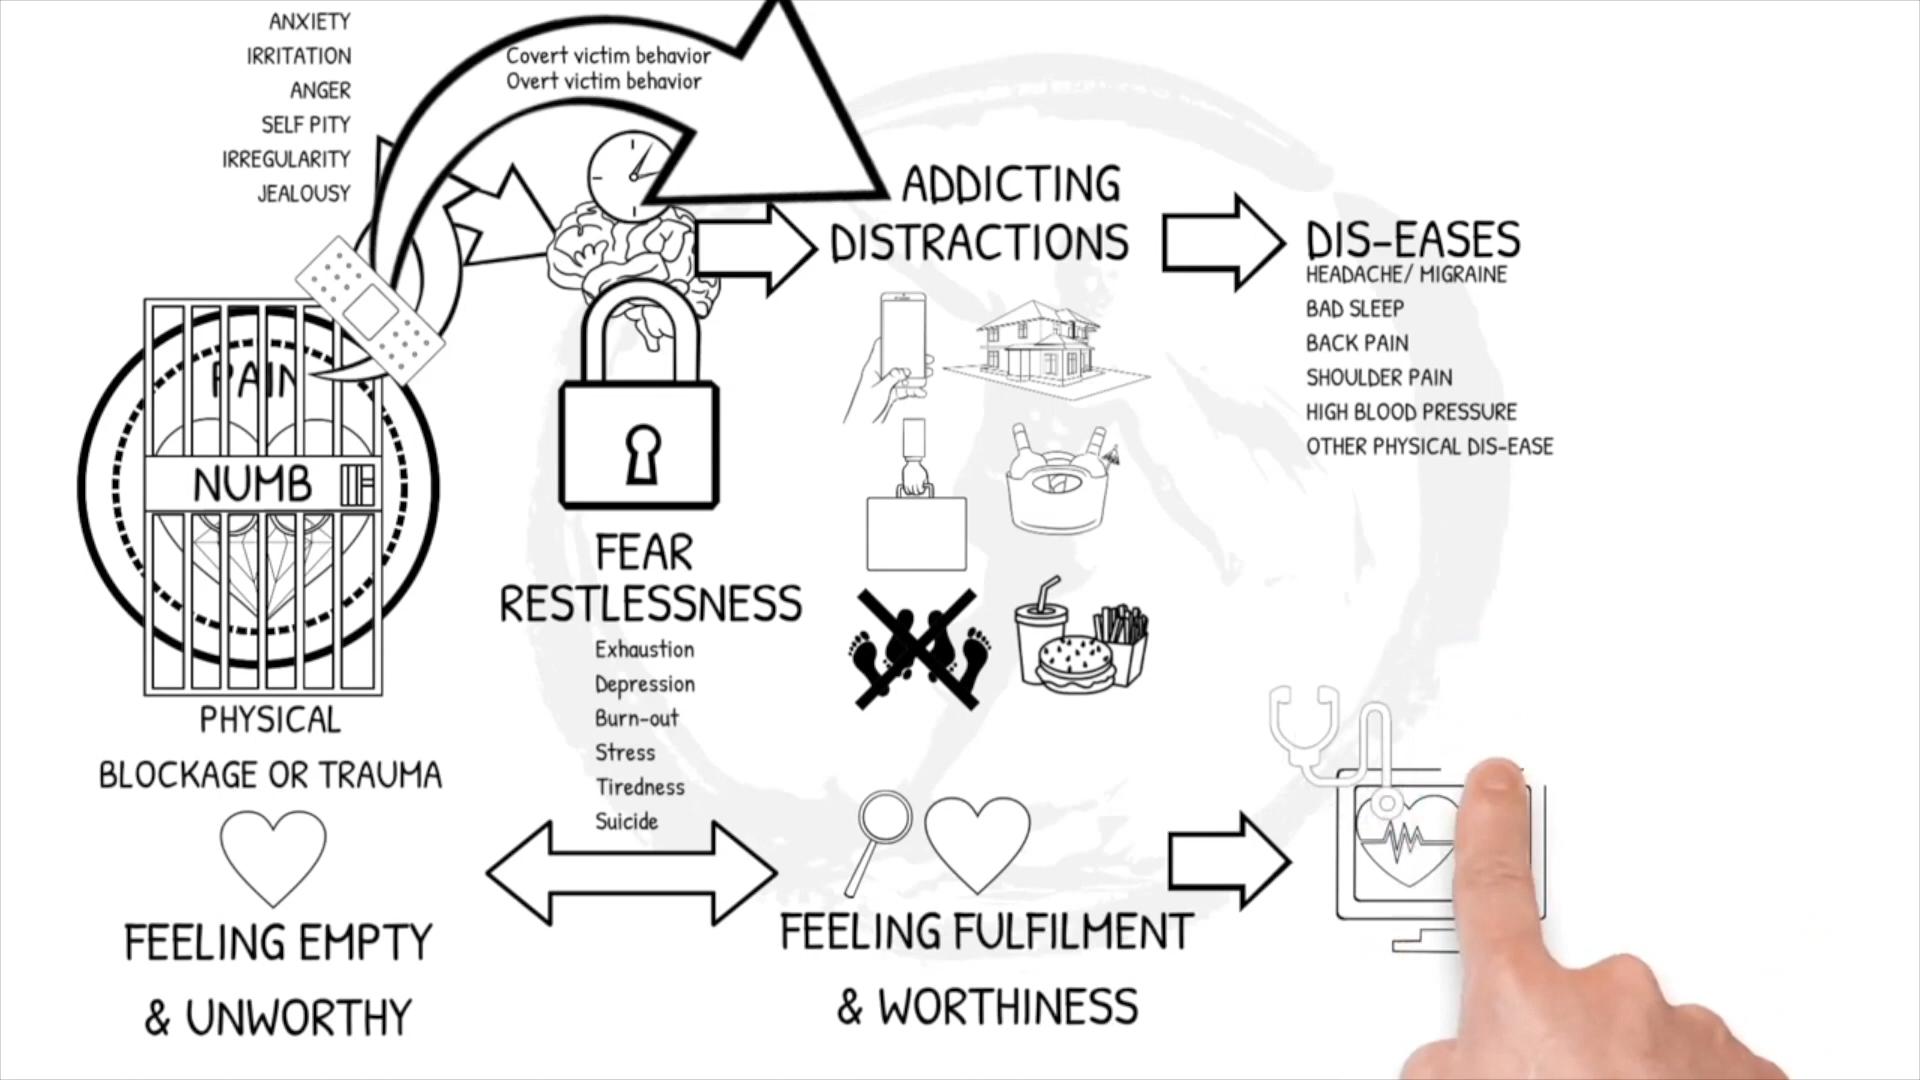 ANXIETY
IRRITATION
ANGER
SELF PITY
IRREGULARITY
JEALOUSY
Covert victim behavior
Overt victim behavior
PAIN
NUMB
PHYSICAL
BLOCKAGE OR TRAUMA
FEELING EMPTY
& UNWORTHY
FEAR
RESTLESSNESS
Exhaustion
Depression
Burn-out
Stress
Tiredness
Suicide
ADDICTING
DISTRACTIONS
FEELING FULFILMENT
& WORTHINESS
DIS-EASES
HEADACHE/ MIGRAINE
BAD SLEEP
BACK PAIN
SHOULDER PAIN
HIGH BLOOD PRESSURE
OTHER PHYSICAL DIS-EASE